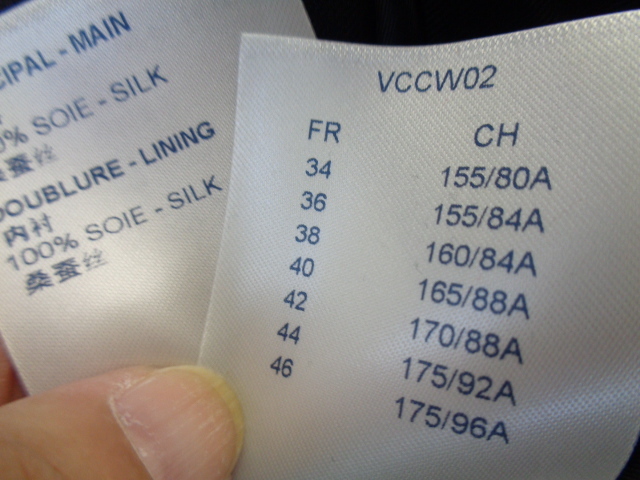 CIPAL - MAIN
0% SOIE - SILK
桑蚕丝
DOUBLURE - LINING
内衬
100% SOIE - SILK
桑蚕丝
VCCW02
FR CH
34 155/80A
36 155/84A
38 160/84A
40 165/88A
42 170/88A
44 175/92A
46 175/96A